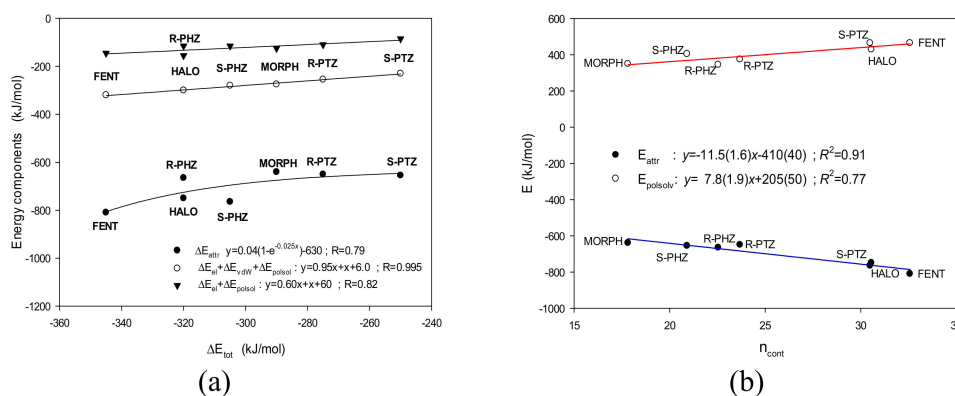 0
-200
-400
-600
-800
-1000
-1200
Energy components
(kJ/mol)
R-PHZ
FENT
HALO
S-PHZ
MORPH
R-PTZ
S-PTZ
R-PHZ
MORPH
R-PTZ
S-PTZ
FENT
HALO
S-PHZ
ΔE_attr y=0.04(1-e^-0.025x)-630 ; R=0.79
ΔE_el+ΔE_vdW+ΔE_polsol : y=0.95x+x+6.0 ; R=0.995
ΔE_el+ΔE_polsol : y=0.60x+x+60 ; R=0.82
-360 -340 -320 -300 -280 -260 -240
ΔE_tot (kJ/mol)
(a)
800
600
400
200
0
-200
-400
-600
-800
-1000
E (kJ/mol)
MORPH
S-PHZ
R-PHZ
R-PTZ
S-PTZ
HALO
FENT
E_attr : y=-11.5(1.6)x-410(40) ; R²=0.91
E_polsolv: y= 7.8(1.9)x+205(50) ; R²=0.77
MORPH
S-PHZ
R-PHZ
R-PTZ
S-PTZ
HALO
FENT
15 20 25 30 35
n_cont
(b)